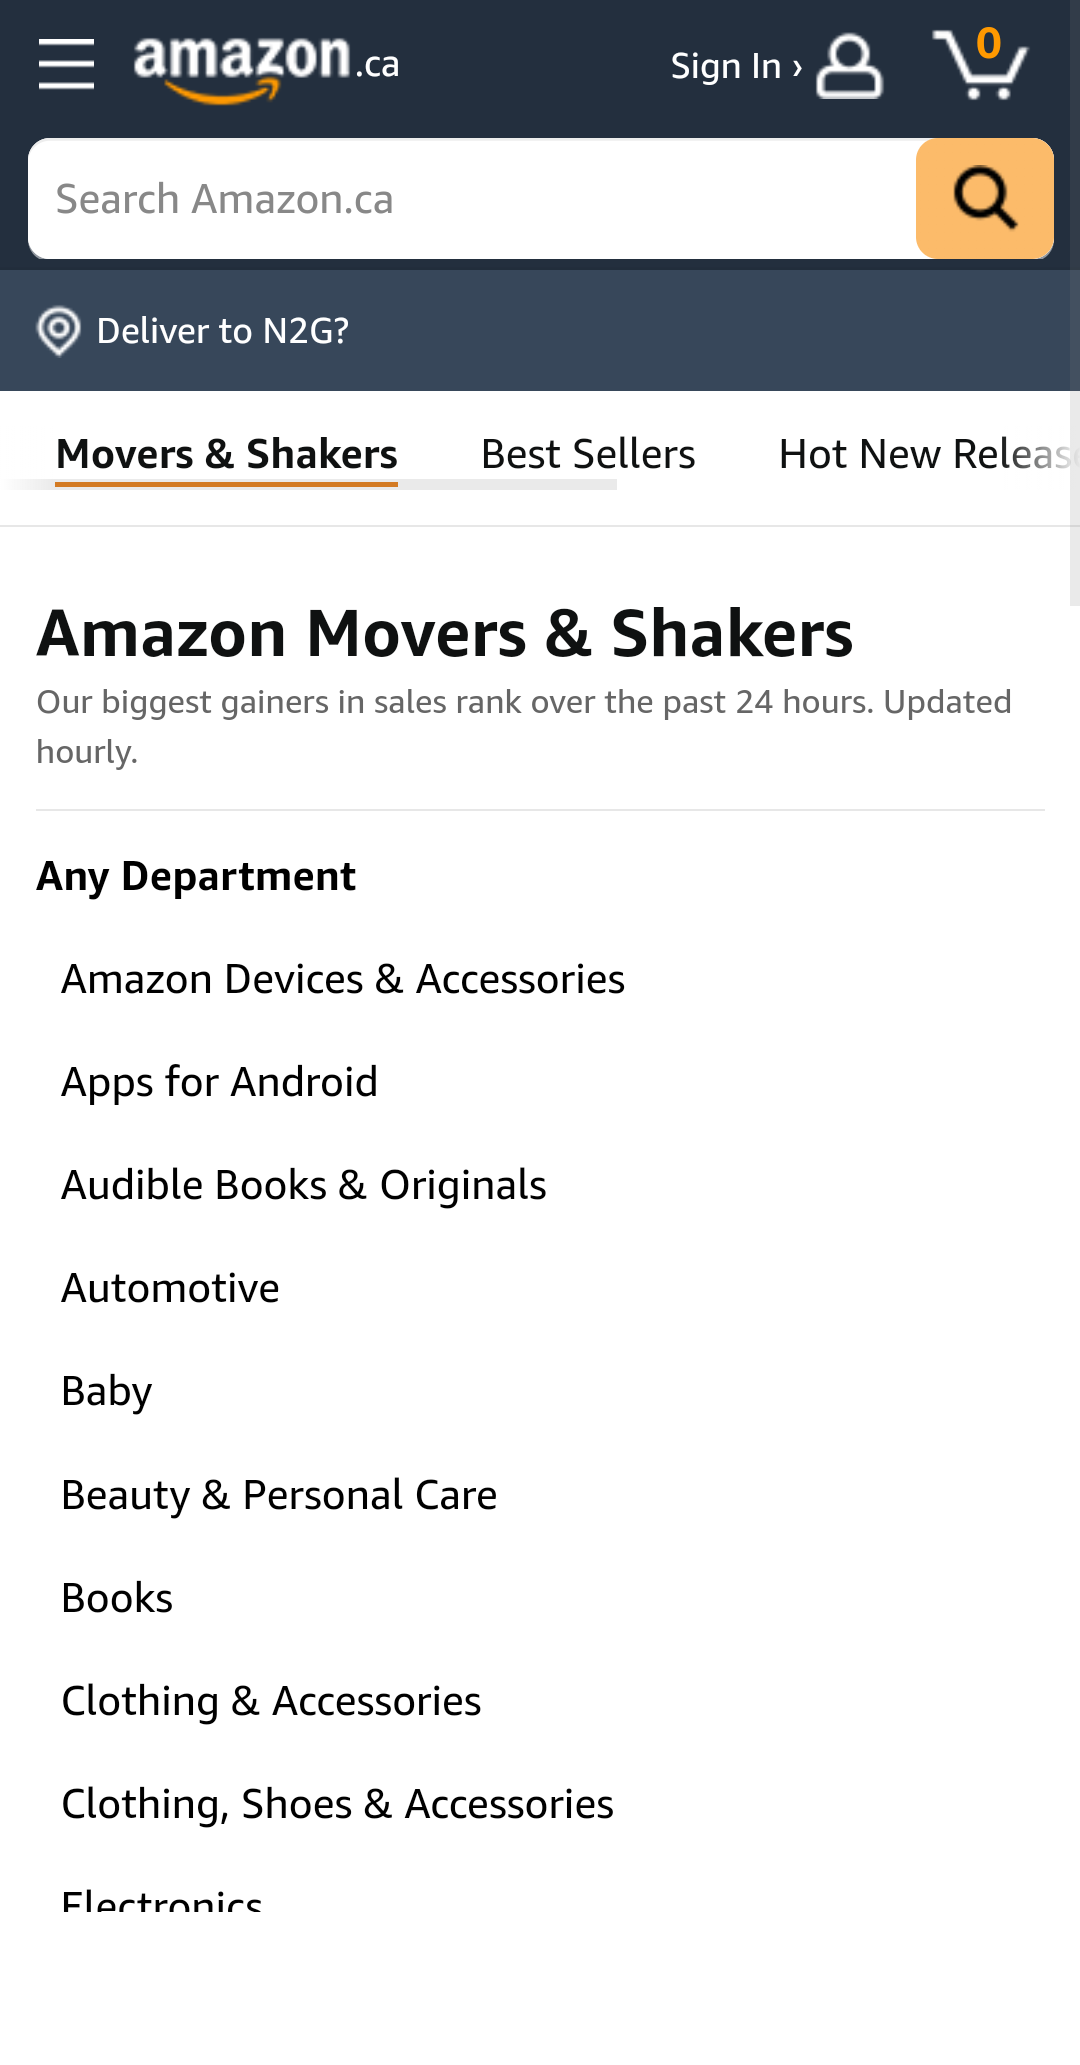 amazon.ca
Sign In ›
0
Search Amazon.ca
Deliver to N2G?
Movers & Shakers
Best Sellers
Hot New Releas
Amazon Movers & Shakers
Our biggest gainers in sales rank over the past 24 hours. Updated
hourly.
Any Department
Amazon Devices & Accessories
Apps for Android
Audible Books & Originals
Automotive
Baby
Beauty & Personal Care
Books
Clothing & Accessories
Clothing, Shoes & Accessories
Electronics